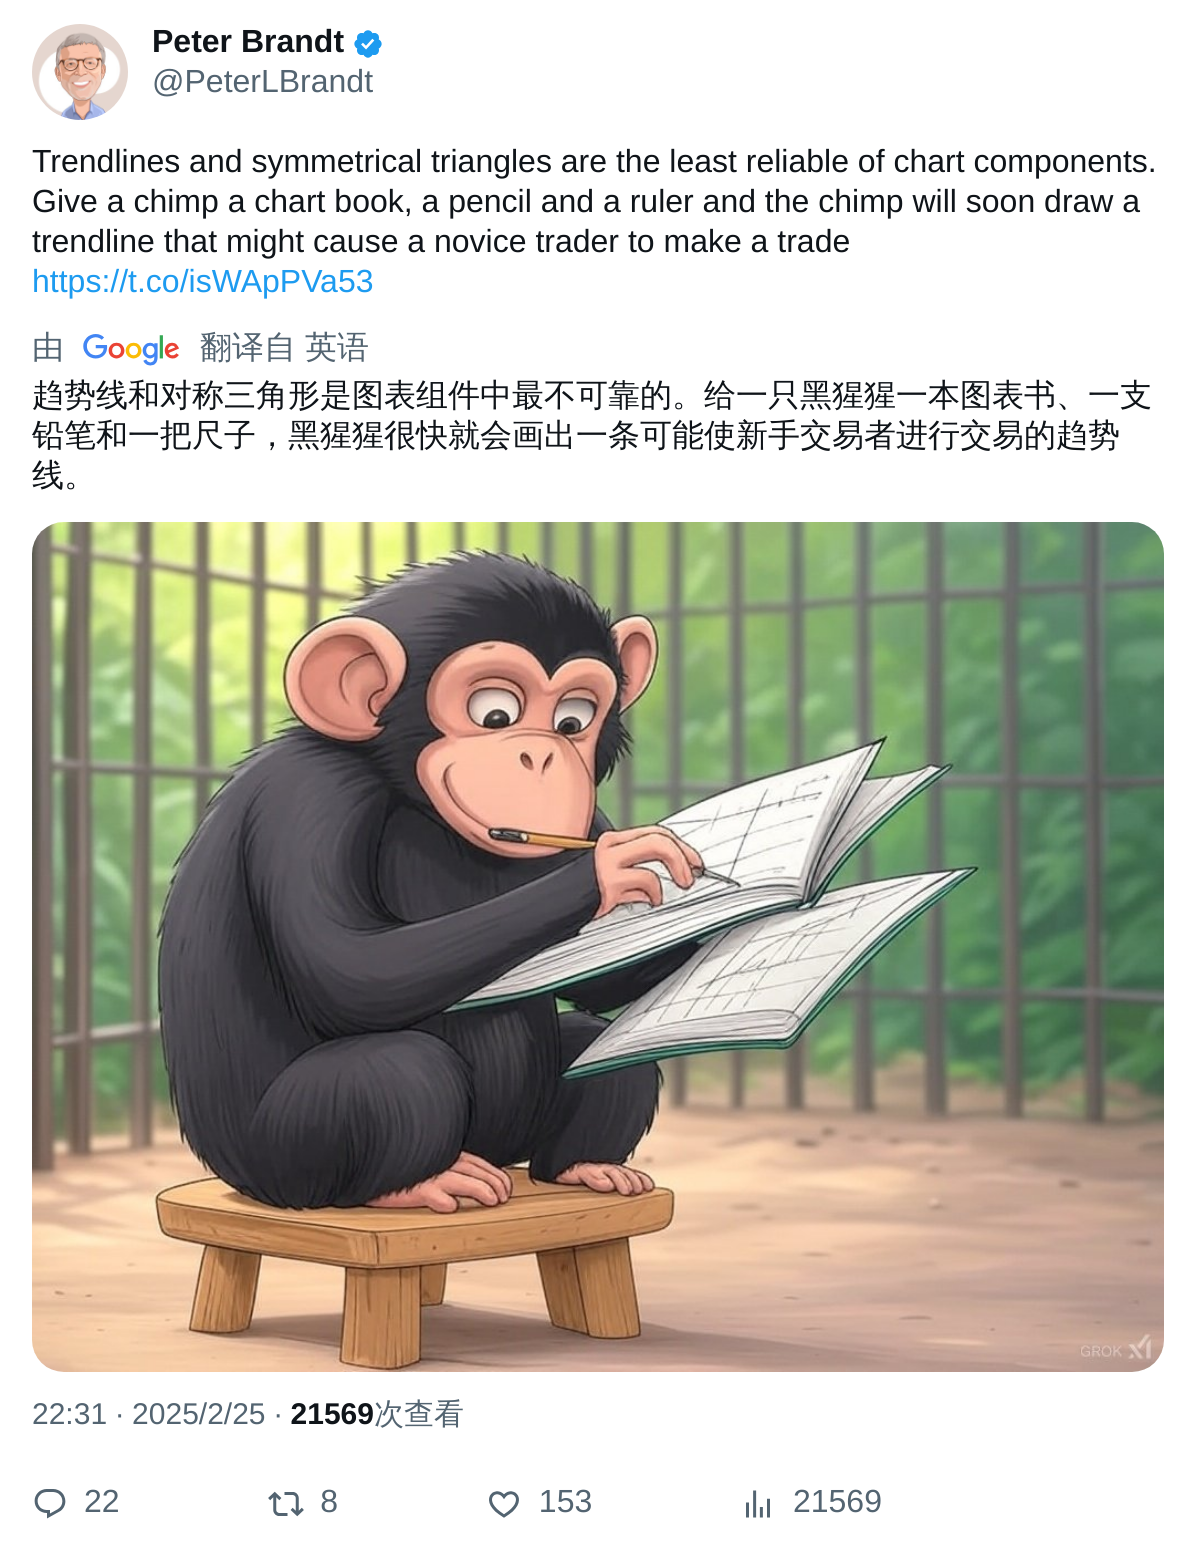 Peter Brandt
@PeterLBrandt
Trendlines and symmetrical triangles are the least reliable of chart components.
Give a chimp a chart book, a pencil and a ruler and the chimp will soon draw a
trendline that might cause a novice trader to make a trade
https://t.co/isWApPVa53
由 Google 翻译自 英语
趋势线和对称三角形是图表组件中最不可靠的。给一只黑猩猩一本图表书、一支
铅笔和一把尺子，黑猩猩很快就会画出一条可能使新手交易者进行交易的趋势
线。
GROK
22:31 · 2025/2/25 · 21569次查看
22 8 153 21569